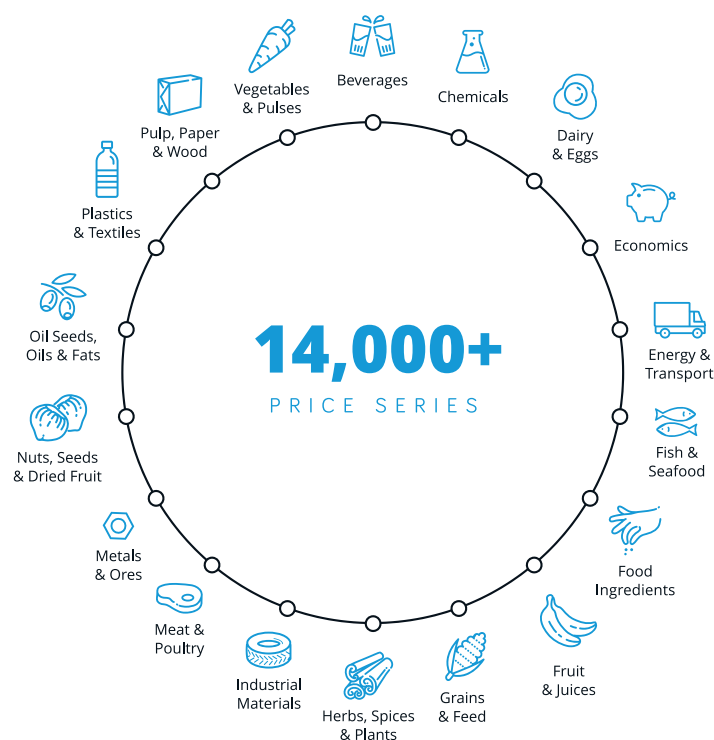 Beverages
Chemicals
Dairy
& Eggs
Economics
Energy &
Transport
Fish &
Seafood
Food
Ingredients
Fruit
& Juices
Grains
& Feed
Herbs, Spices
& Plants
Industrial
Materials
Meat &
Poultry
Metals
& Ores
Nuts, Seeds
& Dried Fruit
Oil Seeds,
Oils & Fats
Plastics
& Textiles
Pulp, Paper
& Wood
Vegetables
& Pulses
14,000+
PRICE SERIES